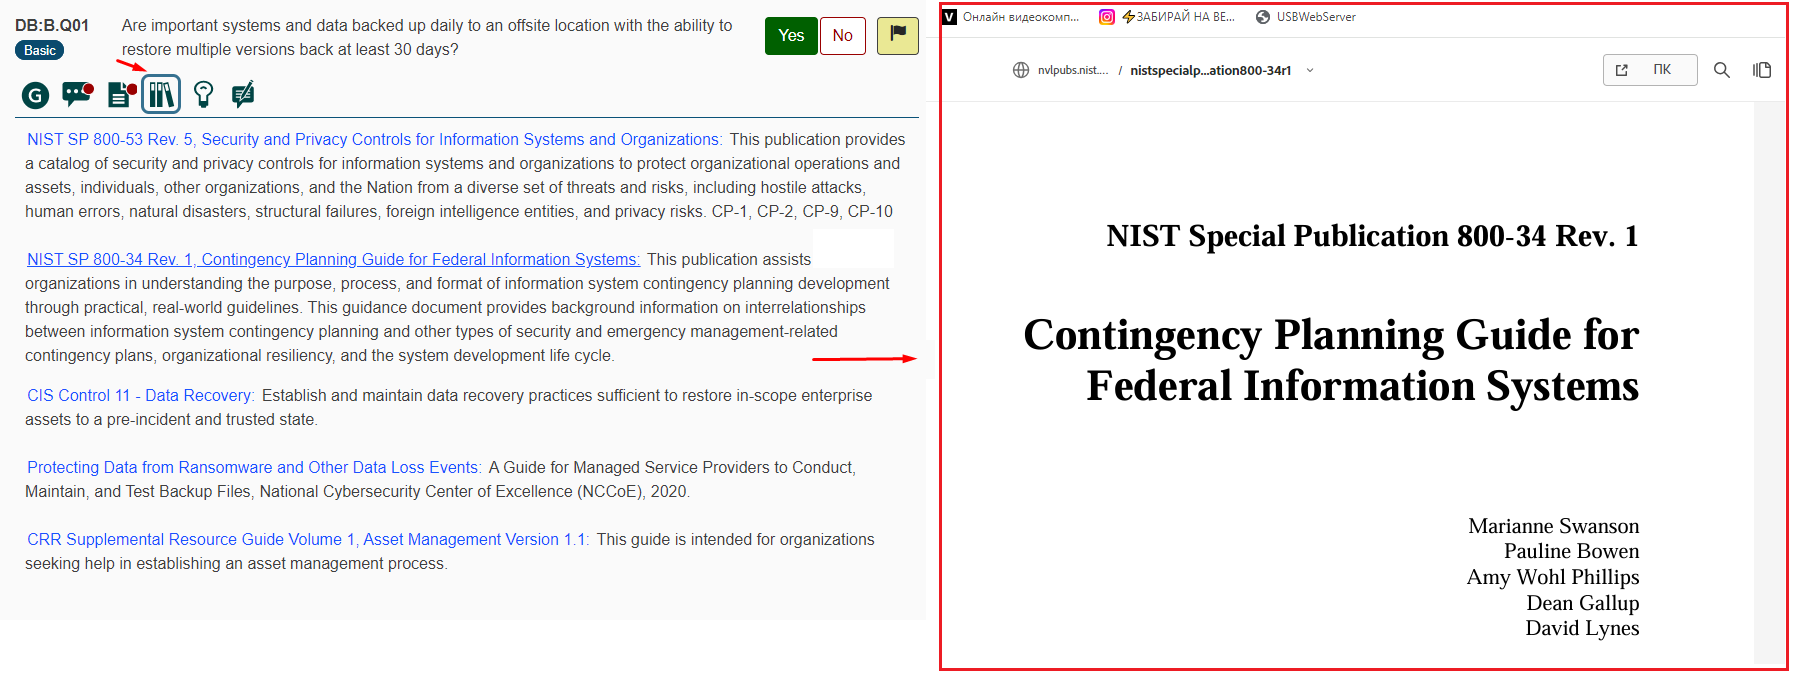 DB:B.Q01
Basic
Are important systems and data backed up daily to an offsite location with the ability to
restore multiple versions back at least 30 days?
Yes
No
G
NIST SP 800-53 Rev. 5, Security and Privacy Controls for Information Systems and Organizations: This publication provides
a catalog of security and privacy controls for information systems and organizations to protect organizational operations and
assets, individuals, other organizations, and the Nation from a diverse set of threats and risks, including hostile attacks,
human errors, natural disasters, structural failures, foreign intelligence entities, and privacy risks. CP-1, CP-2, CP-9, CP-10
NIST SP 800-34 Rev. 1, Contingency Planning Guide for Federal Information Systems: This publication assists
organizations in understanding the purpose, process, and format of information system contingency planning development
through practical, real-world guidelines. This guidance document provides background information on interrelationships
between information system contingency planning and other types of security and emergency management-related
contingency plans, organizational resiliency, and the system development life cycle.
CIS Control 11 - Data Recovery: Establish and maintain data recovery practices sufficient to restore in-scope enterprise
assets to a pre-incident and trusted state.
Protecting Data from Ransomware and Other Data Loss Events: A Guide for Managed Service Providers to Conduct,
Maintain, and Test Backup Files, National Cybersecurity Center of Excellence (NCCoE), 2020.
CRR Supplemental Resource Guide Volume 1, Asset Management Version 1.1: This guide is intended for organizations
seeking help in establishing an asset management process.
V Онлайн видеокомп... ⚡ЗАБИРАЙ НА ВЕ... USBWebServer
nvlpubs.nist.... / nistspecialp...ation800-34r1
ПК
NIST Special Publication 800-34 Rev. 1
Contingency Planning Guide for
Federal Information Systems
Marianne Swanson
Pauline Bowen
Amy Wohl Phillips
Dean Gallup
David Lynes